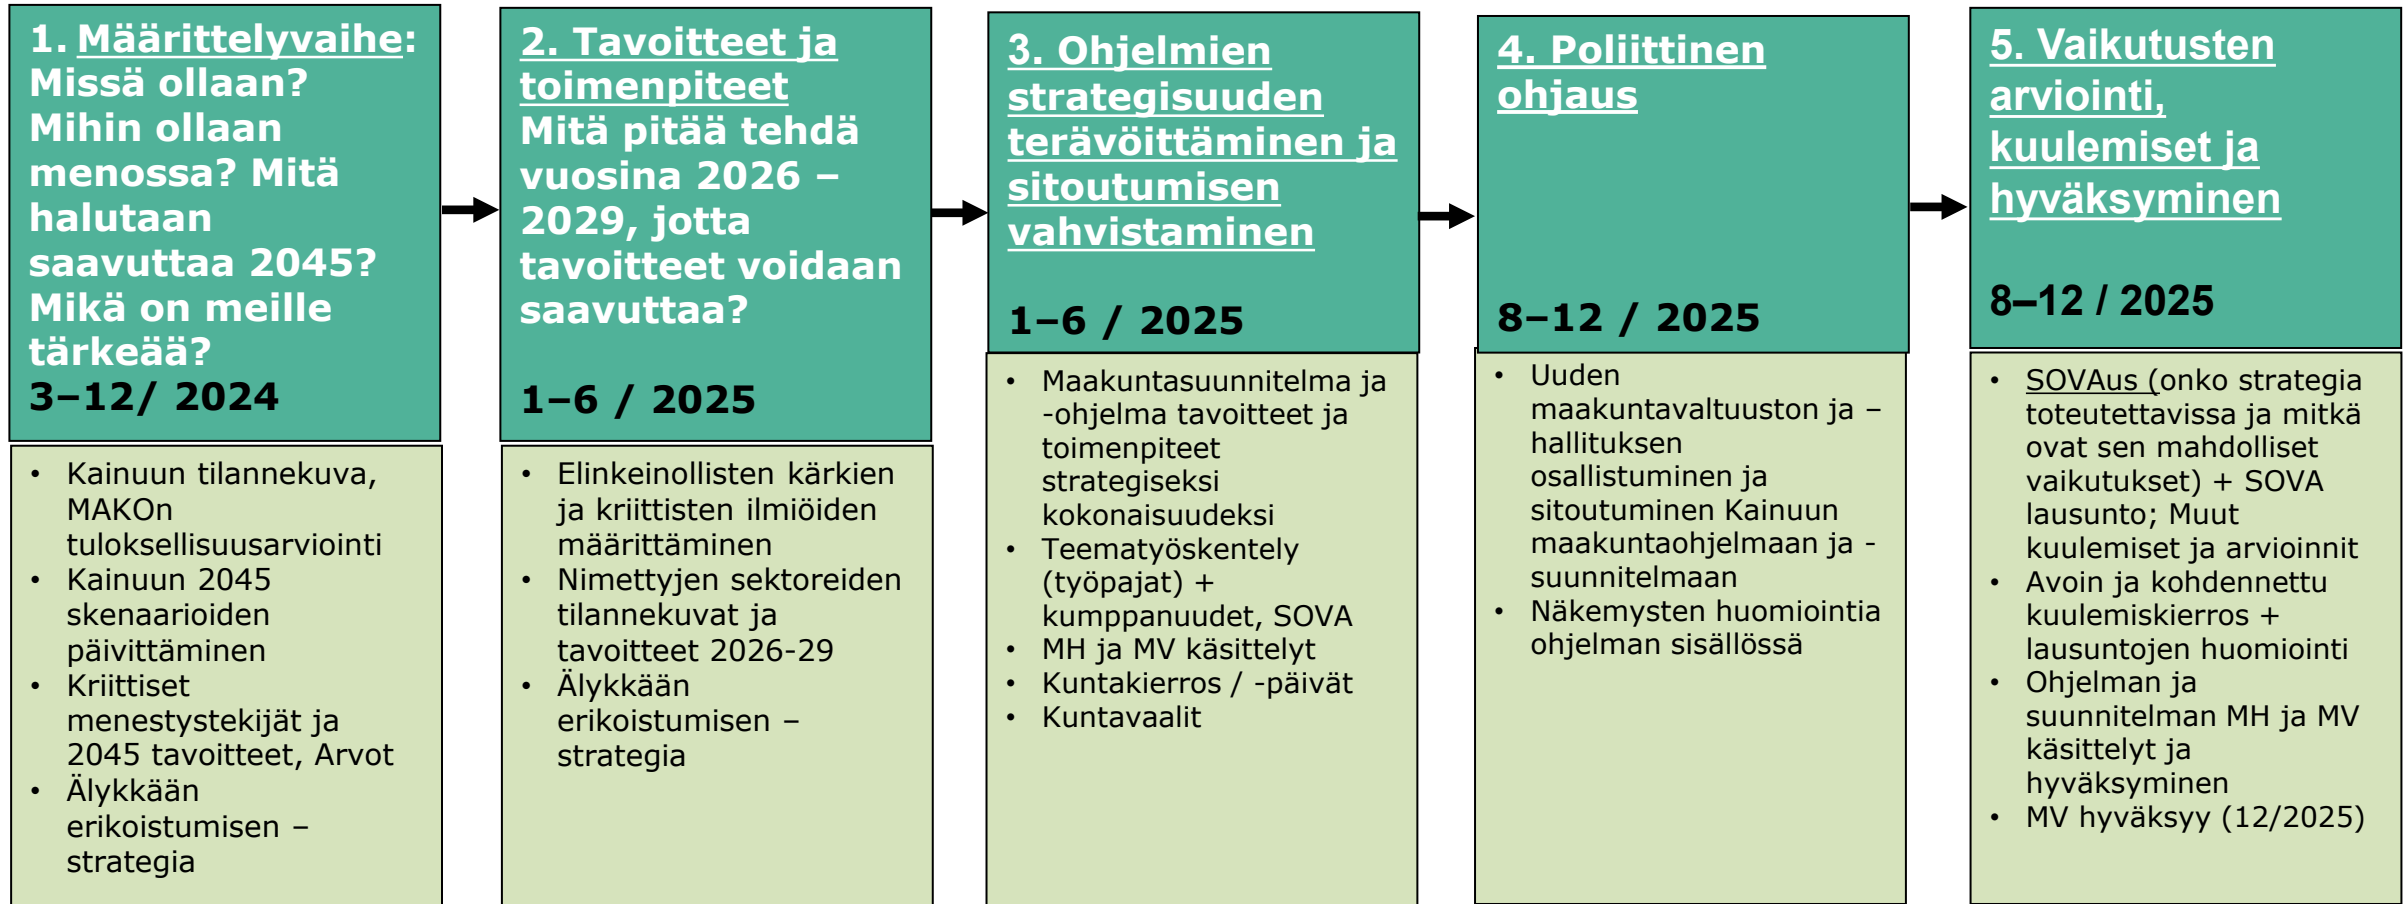 1. Määrittelyvaihe:
Missä ollaan?
Mihin ollaan
menossa? Mitä
halutaan
saavuttaa 2045?
Mikä on meille
tärkeää?
3–12/ 2024
• Kainuun tilannekuva,
MAKOn
tuloksellisuusarviointi
• Kainuun 2045
skenaarioiden
päivittäminen
• Kriittiset
menestystekijät ja
2045 tavoitteet, Arvot
• Älykkään
erikoistumisen –
strategia
2. Tavoitteet ja
toimenpiteet
Mitä pitää tehdä
vuosina 2026 –
2029, jotta
tavoitteet voidaan
saavuttaa?
1–6 / 2025
• Elinkeinollisten kärkien
ja kriittisten ilmiöiden
määrittäminen
• Nimettyjen sektoreiden
tilannekuvat ja
tavoitteet 2026-29
• Älykkään
erikoistumisen –
strategia
3. Ohjelmien
strategisuuden
terävöittäminen ja
sitoutumisen
vahvistaminen
1–6 / 2025
• Maakuntasuunnitelma ja
-ohjelma tavoitteet ja
toimenpiteet
strategiseksi
kokonaisuudeksi
• Teematyöskentely
(työpajat) +
kumppanuudet, SOVA
• MH ja MV käsittelyt
• Kuntakierros / -päivät
• Kuntavaalit
4. Poliittinen
ohjaus
8–12 / 2025
• Uuden
maakuntavaltuuston ja –
hallituksen
osallistuminen ja
sitoutuminen Kainuun
maakuntaohjelmaan ja -
suunnitelmaan
• Näkemysten huomiointia
ohjelman sisällössä
5. Vaikutusten
arviointi,
kuulemiset ja
hyväksyminen
8–12 / 2025
• SOVAus (onko strategia
toteutettavissa ja mitkä
ovat sen mahdolliset
vaikutukset) + SOVA
lausunto; Muut
kuulemiset ja arvioinnit
• Avoin ja kohdennettu
kuulemiskierros +
lausuntojen huomiointi
• Ohjelman ja
suunnitelman MH ja MV
käsittelyt ja
hyväksyminen
• MV hyväksyy (12/2025)